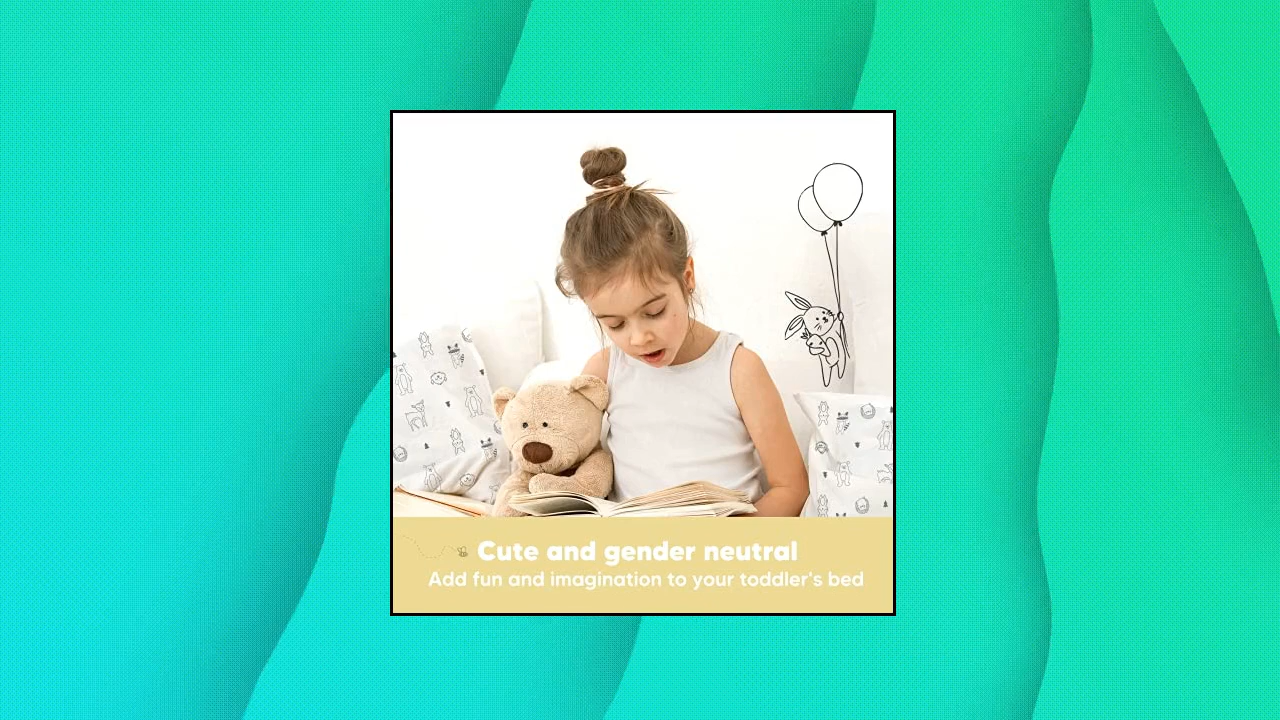 Cute and gender neutral
Add fun and imagination to your toddler's bed